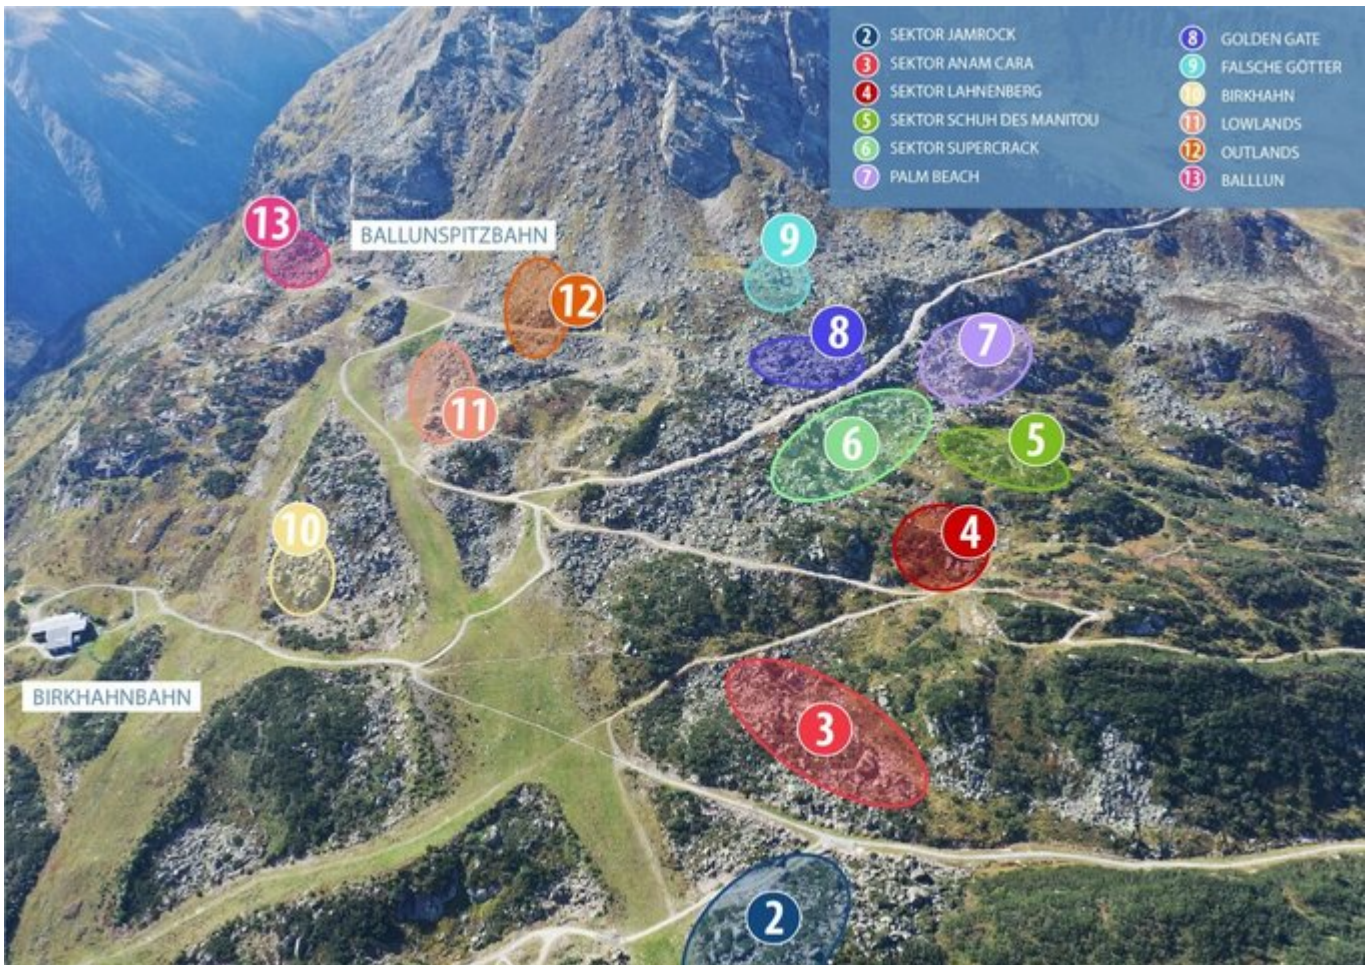 2 SEKTOR JAMROCK
3 SEKTOR ANAM CARA
4 SEKTOR LAHNENBERG
5 SEKTOR SCHUH DES MANITOU
6 SEKTOR SUPERCRACK
7 PALM BEACH
8 GOLDEN GATE
9 FALSCHE GÖTTER
10 BIRKHAHN
11 LOWLANDS
12 OUTLANDS
13 BALLLUN
13
BALLUNSPITZBAHN
9
12
8
7
11
6
5
10
4
BIRKHAHNBAHN
3
2